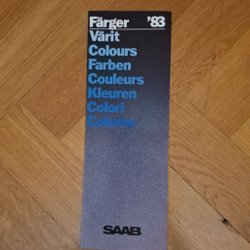 Färger '83
Värit
Colours
Farben
Couleurs
Kleuren
Colori
SAAB